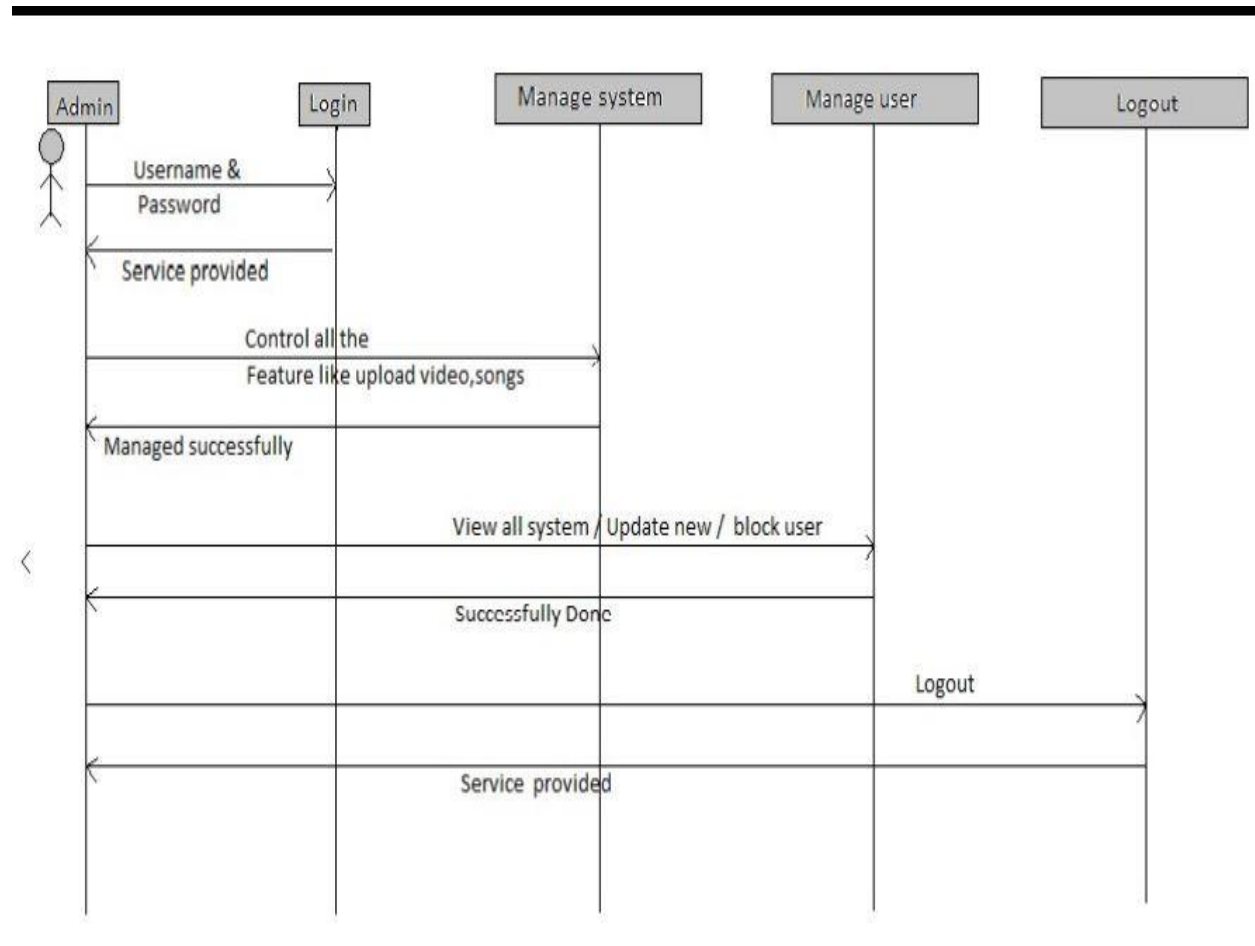 Admin
Login
Manage system
Manage user
Logout
Username &
Password
Service provided
Control all the
Feature like upload video,songs
Managed successfully
View all system / Update new / block user
Successfully Done
Logout
Service provided